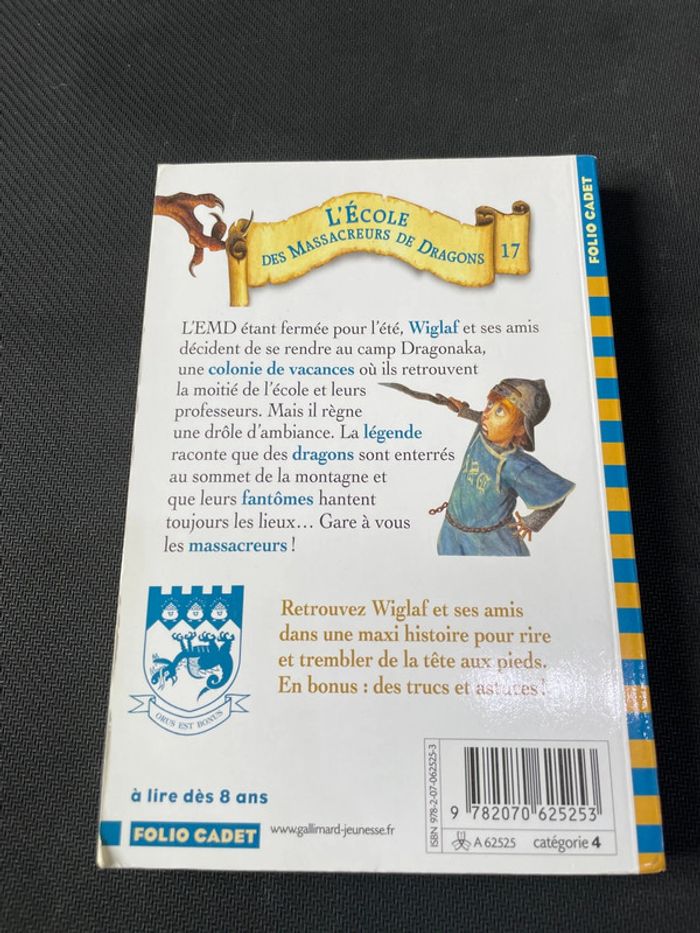 L'École
des Massacreurs de Dragons
17
FOLIO CADET
L'EMD étant fermée pour l'été, Wiglaf et ses amis
décident de se rendre au camp Dragonaka,
une colonie de vacances où ils retrouvent
la moitié de l'école et leurs
professeurs. Mais il règne
une drôle d'ambiance. La légende
raconte que des dragons sont enterrés
au sommet de la montagne et
que leurs fantômes hantent
toujours les lieux... Gare à vous
les massacreurs !
Retrouvez Wiglaf et ses amis
dans une maxi histoire pour rire
et trembler de la tête aux pieds.
En bonus : des trucs et astuces !
ORUS EST BONUS
à lire dès 8 ans
FOLIO CADET
www.gallimard-jeunesse.fr
ISBN 978-2-07-062525-3
9 782070 625253
A 62525 catégorie 4